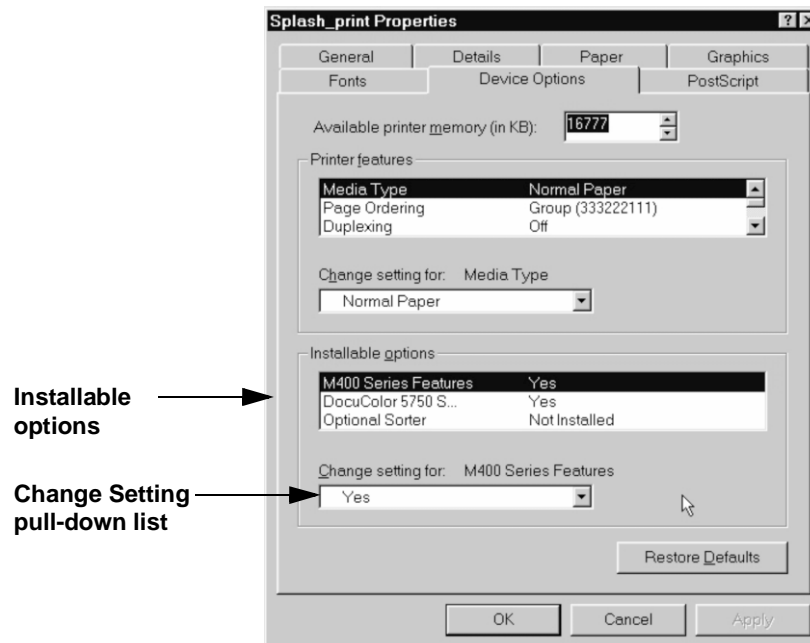 Splash_print Properties
General Details Paper Graphics
Fonts Device Options PostScript
Available printer memory (in KB): 16777
Printer features
Media Type Normal Paper
Page Ordering Group (333222111)
Duplexing Off
Change setting for: Media Type
Normal Paper
Installable options
M400 Series Features Yes
DocuColor 5750 S... Yes
Optional Sorter Not Installed
Installable
options
Change setting for: M400 Series Features
Yes
Change Setting
pull-down list
Restore Defaults
OK Cancel Apply